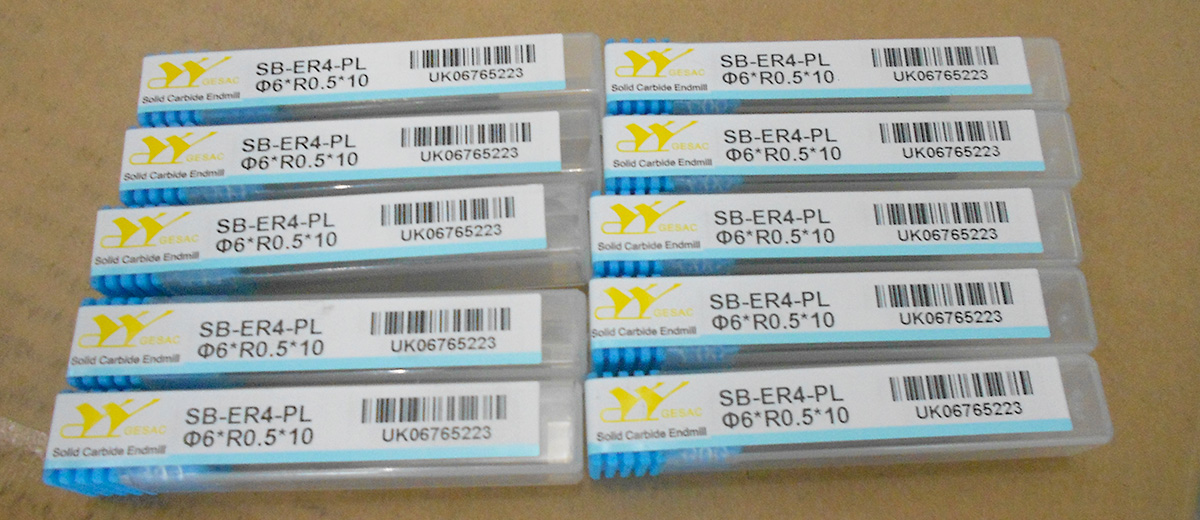 GESAC
Solid Carbide Endmill
SB-ER4-PL
Φ6*R0.5*10
UK06765223
GESAC
Solid Carbide Endmill
SB-ER4-PL
Φ6*R0.5*10
UK06765223
GESAC
Solid Carbide Endmill
SB-ER4-PL
Φ6*R0.5*10
UK06765223
GESAC
Solid Carbide Endmill
SB-ER4-PL
Φ6*R0.5*10
UK06765223
GESAC
Solid Carbide Endmill
SB-ER4-PL
Φ6*R0.5*10
UK06765223
GESAC
Solid Carbide Endmill
SB-ER4-PL
Φ6*R0.5*10
UK06765223
GESAC
Solid Carbide Endmill
SB-ER4-PL
Φ6*R0.5*10
UK06765223
GESAC
Solid Carbide Endmill
SB-ER4-PL
Φ6*R0.5*10
UK06765223
GESAC
Solid Carbide Endmill
SB-ER4-PL
Φ6*R0.5*10
UK06765223
GESAC
Solid Carbide Endmill
SB-ER4-PL
Φ6*R0.5*10
UK06765223